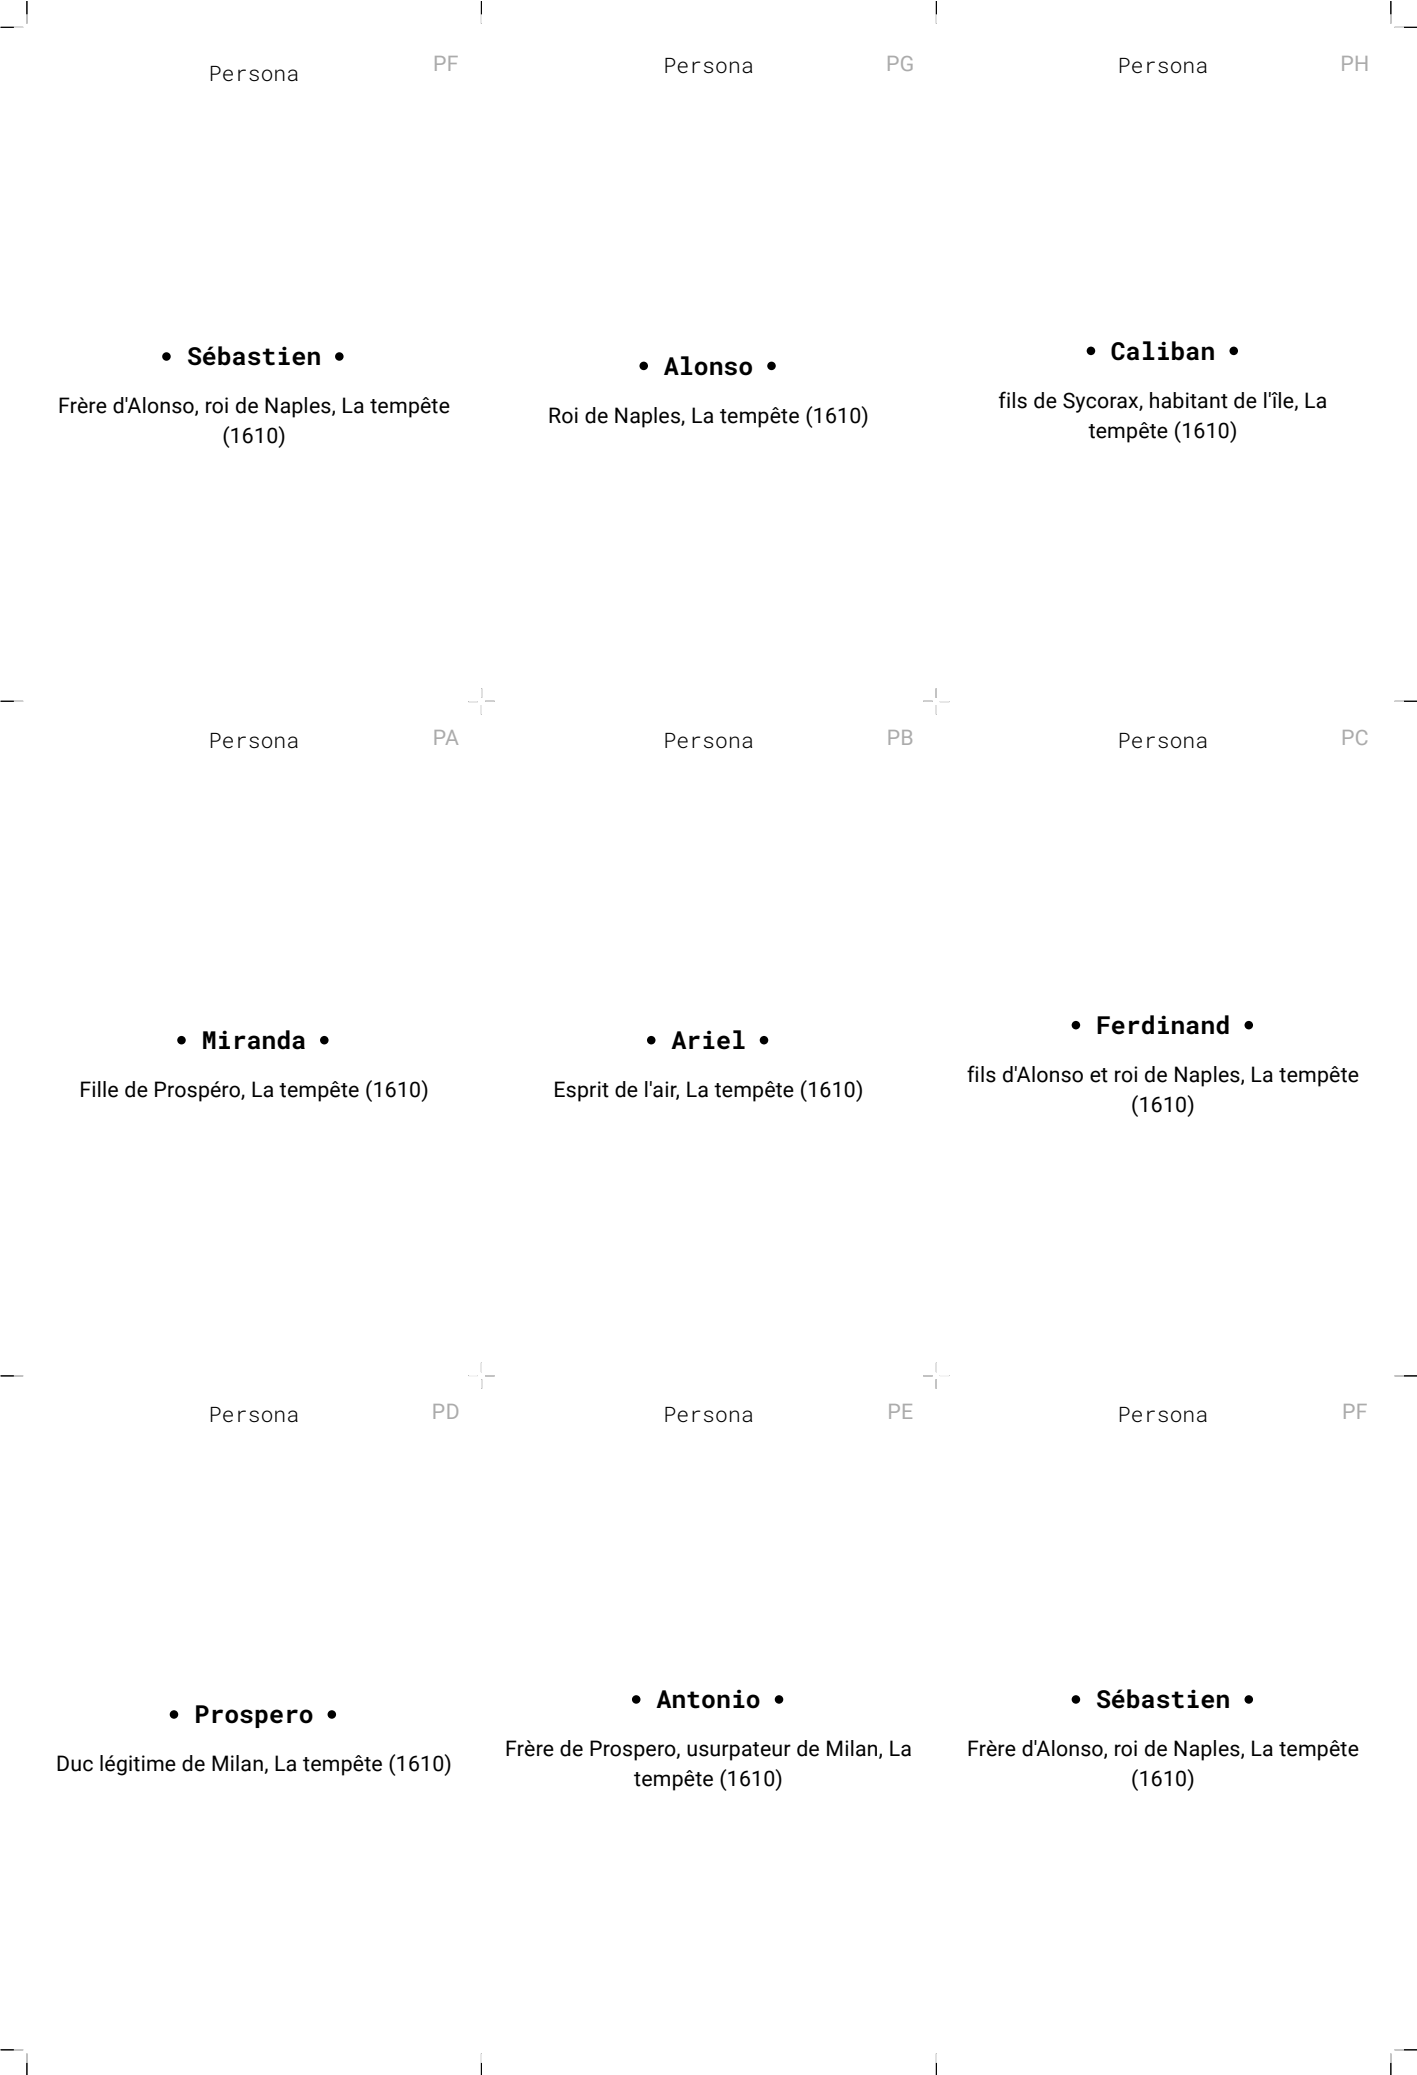 Persona
PF
• Sébastien •
Frère d'Alonso, roi de Naples, La tempête
(1610)
Persona
PG
• Alonso •
Roi de Naples, La tempête (1610)
Persona
PH
• Caliban •
fils de Sycorax, habitant de l'île, La
tempête (1610)
Persona
PA
• Miranda •
Fille de Prospéro, La tempête (1610)
Persona
PB
• Ariel •
Esprit de l'air, La tempête (1610)
Persona
PC
• Ferdinand •
fils d'Alonso et roi de Naples, La tempête
(1610)
Persona
PD
• Prospero •
Duc légitime de Milan, La tempête (1610)
Persona
PE
• Antonio •
Frère de Prospero, usurpateur de Milan, La
tempête (1610)
Persona
PF
• Sébastien •
Frère d'Alonso, roi de Naples, La tempête
(1610)